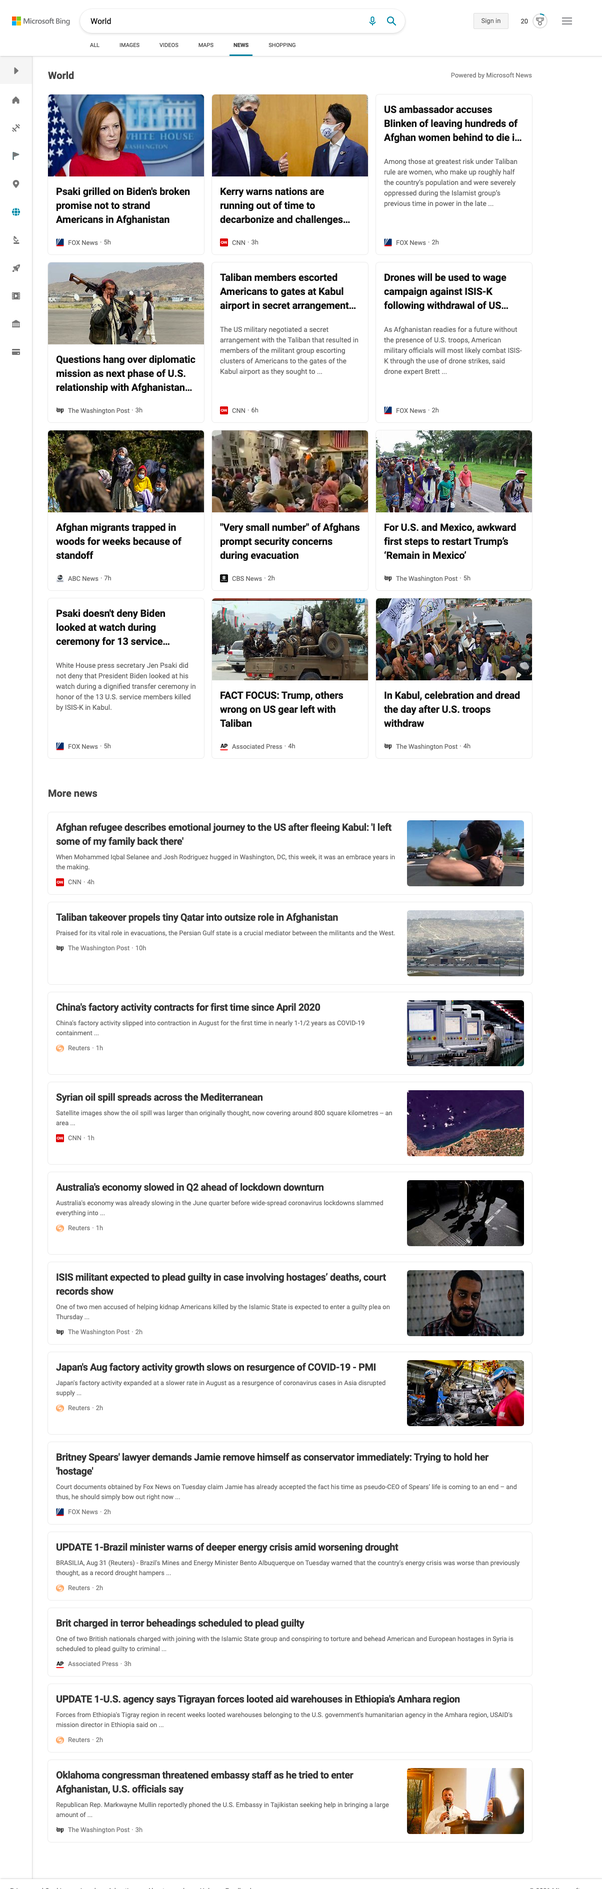 Microsoft Bing
World
Sign in
20
ALL
IMAGES
VIDEOS
MAPS
NEWS
SHOPPING
World
Powered by Microsoft News
Psaki grilled on Biden's broken
promise not to strand
Americans in Afghanistan
FOX News · 5h
Kerry warns nations are
running out of time to
decarbonize and challenges...
CNN · 3h
US ambassador accuses
Blinken of leaving hundreds of
Afghan women behind to die i...
Among those at greatest risk under Taliban
rule are women, who make up roughly half
the country's population and were severely
oppressed during the Islamist group's
previous time in power in the late ...
FOX News · 2h
Questions hang over diplomatic
mission as next phase of U.S.
relationship with Afghanistan...
The Washington Post · 3h
Taliban members escorted
Americans to gates at Kabul
airport in secret arrangement...
The US military negotiated a secret
arrangement with the Taliban that resulted in
members of the militant group escorting
clusters of Americans to the gates of the
Kabul airport as they sought to ...
CNN · 6h
Drones will be used to wage
campaign against ISIS-K
following withdrawal of US...
As Afghanistan readies for a future without
the presence of U.S. troops, American
military officials will most likely combat ISIS-
K through the use of drone strikes, said
drone expert Brett ...
FOX News · 2h
Afghan migrants trapped in
woods for weeks because of
standoff
ABC News · 7h
"Very small number" of Afghans
prompt security concerns
during evacuation
CBS News · 2h
For U.S. and Mexico, awkward
first steps to restart Trump's
'Remain in Mexico'
The Washington Post · 5h
Psaki doesn't deny Biden
looked at watch during
ceremony for 13 service...
White House press secretary Jen Psaki did
not deny that President Biden looked at his
watch during a dignified transfer ceremony in
honor of the 13 U.S. service members killed
by ISIS-K in Kabul.
FOX News · 5h
FACT FOCUS: Trump, others
wrong on US gear left with
Taliban
Associated Press · 4h
In Kabul, celebration and dread
the day after U.S. troops
withdraw
The Washington Post · 4h
More news
Afghan refugee describes emotional journey to the US after fleeing Kabul: 'I left
some of my family back there'
When Mohammed Iqbal Selanee and Josh Rodriguez hugged in Washington, DC, this week, it was an embrace years in
the making.
CNN · 4h
Taliban takeover propels tiny Qatar into outsize role in Afghanistan
Praised for its vital role in evacuations, the Persian Gulf state is a crucial mediator between the militants and the West.
The Washington Post · 10h
China's factory activity contracts for first time since April 2020
China's factory activity slipped into contraction in August for the first time in nearly 1-1/2 years as COVID-19
containment ...
Reuters · 1h
Syrian oil spill spreads across the Mediterranean
Satellite images show the oil spill was larger than originally thought, now covering around 800 square kilometres – an
area ...
CNN · 1h
Australia's economy slowed in Q2 ahead of lockdown downturn
Australia's economy was already slowing in the June quarter before wide-spread coronavirus lockdowns slammed
everything into ...
Reuters · 1h
ISIS militant expected to plead guilty in case involving hostages' deaths, court
records show
One of two men accused of helping kidnap Americans killed by the Islamic State is expected to enter a guilty plea on
Thursday ...
The Washington Post · 2h
Japan's Aug factory activity growth slows on resurgence of COVID-19 - PMI
Japan's factory activity expanded at a slower rate in August as a resurgence of coronavirus cases in Asia disrupted
supply ...
Reuters · 2h
Britney Spears' lawyer demands Jamie remove himself as conservator immediately: Trying to hold her
'hostage'
Court documents obtained by Fox News on Tuesday claim Jamie has already accepted the fact his time as pseudo-CEO of Spears' life is coming to an end – and
thus, he should simply bow out right now ...
FOX News · 2h
UPDATE 1-Brazil minister warns of deeper energy crisis amid worsening drought
BRASILIA, Aug 31 (Reuters) - Brazil's Mines and Energy Minister Bento Albuquerque on Tuesday warned that the country's energy crisis was worse than previously
thought, as a record drought hampers ...
Reuters · 2h
Brit charged in terror beheadings scheduled to plead guilty
One of two British nationals charged with joining with the Islamic State group and conspiring to torture and behead American and European hostages in Syria is
scheduled to plead guilty to criminal ...
Associated Press · 3h
UPDATE 1-U.S. agency says Tigrayan forces looted aid warehouses in Ethiopia's Amhara region
Forces from Ethiopia's Tigray region in recent weeks looted warehouses belonging to the U.S. government's humanitarian agency in the Amhara region, USAID's
mission director in Ethiopia said on ...
Reuters · 2h
Oklahoma congressman threatened embassy staff as he tried to enter
Afghanistan, U.S. officials say
Republican Rep. Markwayne Mullin reportedly phoned the U.S. Embassy in Tajikistan seeking help in bringing a large
amount of ...
The Washington Post · 3h